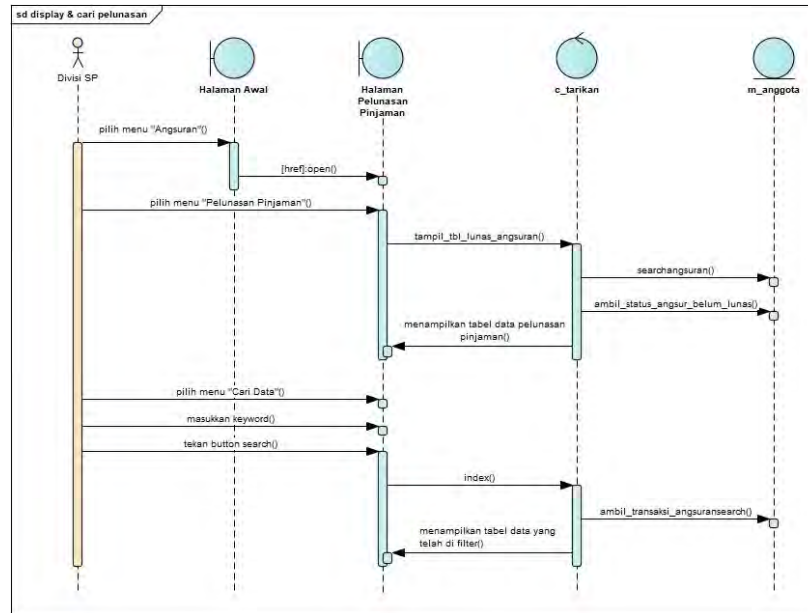 sd display & cari pelunasan
Divisi SP
Halaman Awal
Halaman
Pelunasan
Pinjaman
c_tarikan
m_anggota
pilih menu "Angsuran"()
[href]:open()
pilih menu "Pelunasan Pinjaman"()
tampil_tbl_lunas_angsuran()
searchangsuran()
ambil_status_angsur_belum_lunas()
menampilkan tabel data pelunasan
pinjaman()
pilih menu "Cari Data"()
masukkan keyword()
tekan button search()
index()
ambil_transaksi_angsuransearch()
menampilkan tabel data yang
telah di filter()